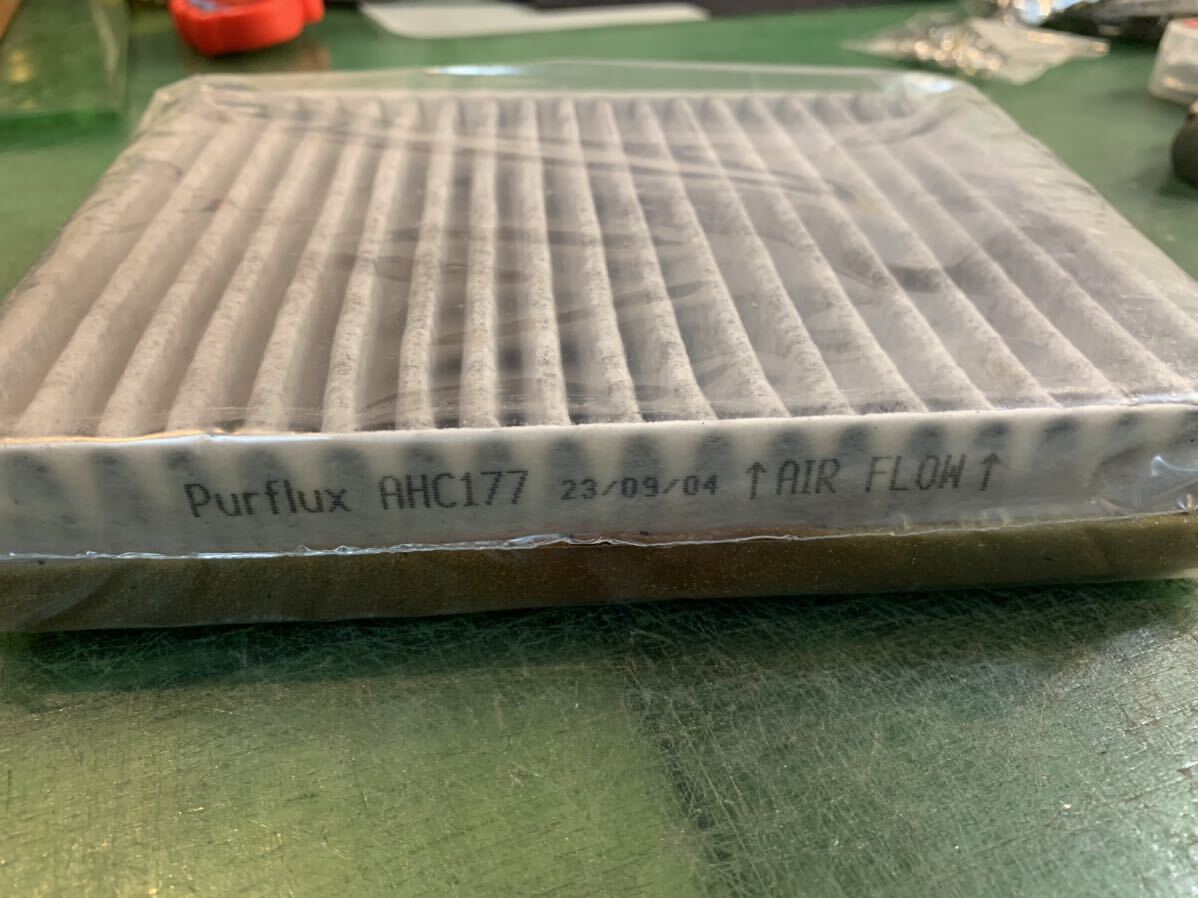 Purflux AHC177 23/09/04 ↑AIR FLOW↑